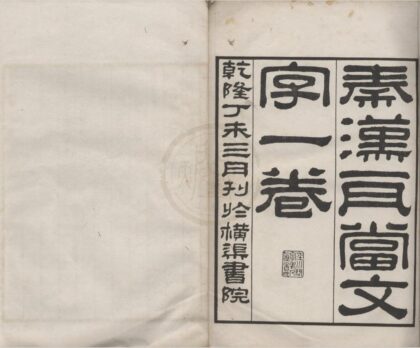 秦漢瓦當文
字一卷
乾隆丁未三月刊於橫渠書院